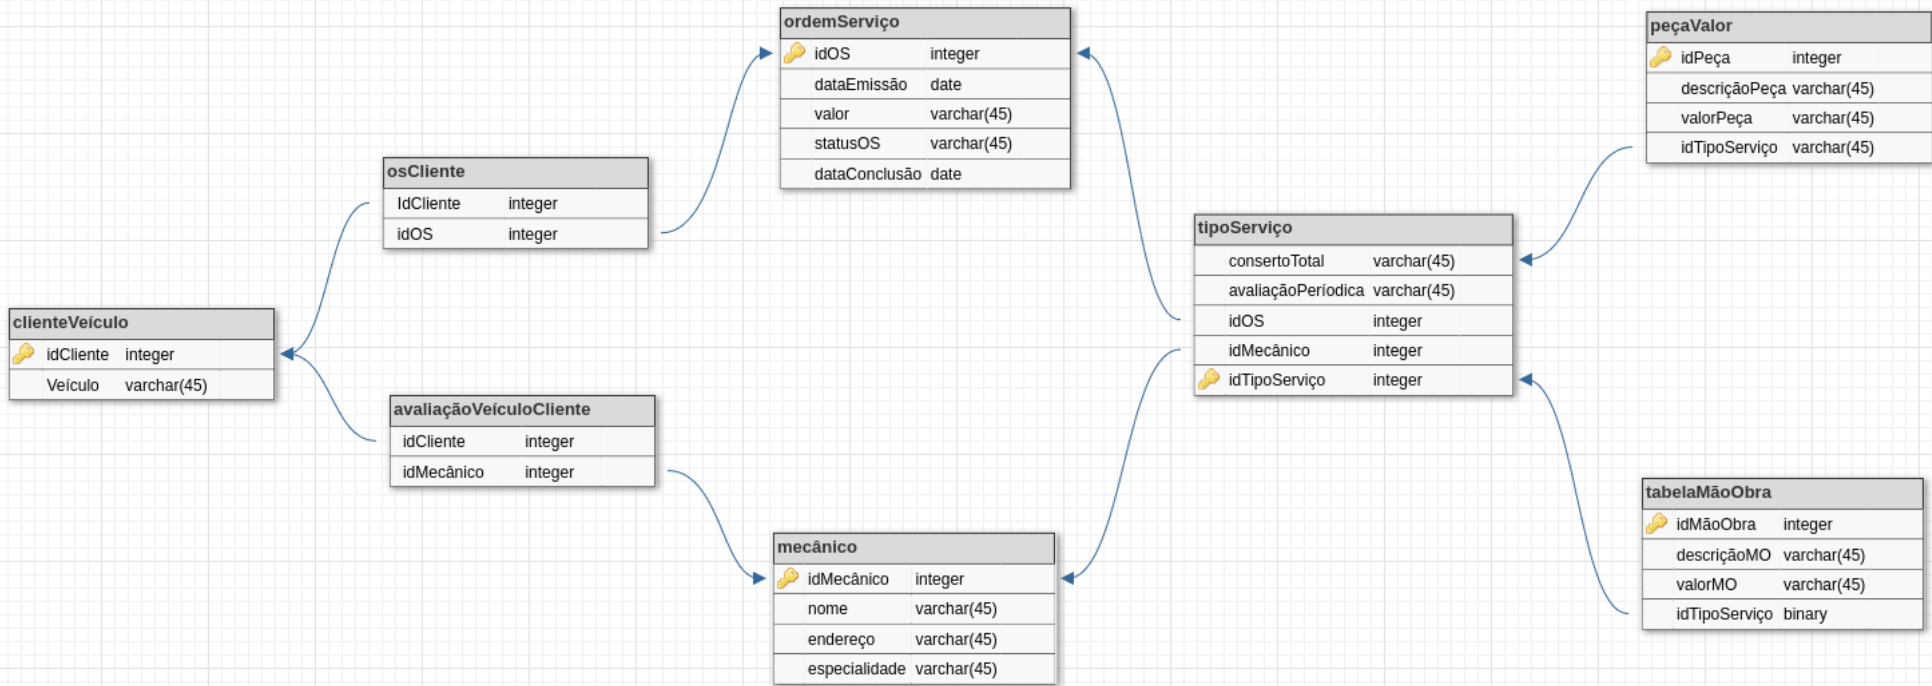 ordemServiço
idOS integer
dataEmissão date
valor varchar(45)
statusOS varchar(45)
dataConclusão date
peçaValor
idPeça integer
descriçãoPeça varchar(45)
valorPeça varchar(45)
idTipoServiço varchar(45)
osCliente
IdCliente integer
idOS integer
tipoServiço
consertoTotal varchar(45)
avaliaçãoPeríodica varchar(45)
idOS integer
idMecânico integer
idTipoServiço integer
clienteVeículo
idCliente integer
Veículo varchar(45)
avaliaçãoVeículoCliente
idCliente integer
idMecânico integer
mecânico
idMecânico integer
nome varchar(45)
endereço varchar(45)
especialidade varchar(45)
tabelaMãoObra
idMãoObra integer
descriçãoMO varchar(45)
valorMO varchar(45)
idTipoServiço binary